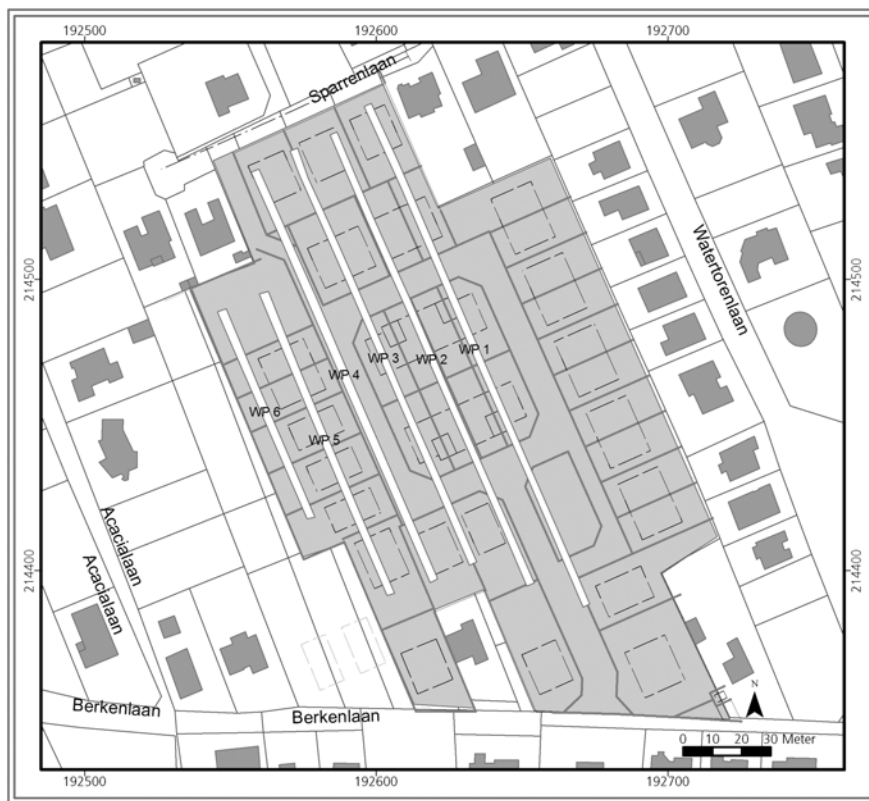 192500
192600
192700
Sparrenlaan
Watertorenlaan
214500
214500
WP 1
WP 2
WP 3
WP 4
WP 5
WP 6
Acacialaan
Acacialaan
214400
214400
Berkenlaan
Berkenlaan
N
0 10 20 30 Meter
192500
192600
192700